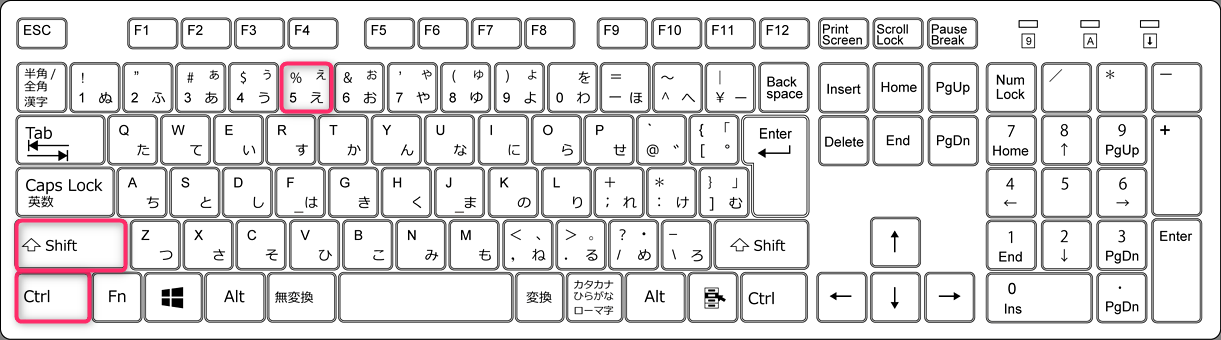 ESC F1 F2 F3 F4 F5 F6 F7 F8 F9 F10 F11 F12 Print Screen Scroll Lock Pause Break 9 A ↓
半角/ 全角 漢字 ! 1 ぬ " 2 ふ # ぁ 3 あ $ ぅ 4 う % ぇ 5 え & ぉ 6 お ' ゃ 7 や ( ゅ 8 ゆ ) ょ 9 よ を 0 わ = ー ほ ～ ^ へ | ¥ ー Back space Insert Home PgUp Num Lock ／ * ー
Tab Q た W て E い R す T か Y ん U な I に O ら P せ ` @ ゛ { 「 [ ゜ Enter Delete End PgDn 7 Home 8 ↑ 9 PgUp +
Caps Lock 英数 A ち S と D し F _ は G き H く J _ ま K の L り + ; れ * : け } 」 ] む 4 ← 5 6 →
Shift Z つ X さ C そ V ひ B こ N み M も < 、 , ね > 。 . る ? ・ / め _ \ ろ Shift ↑ 1 End 2 ↓ 3 PgDn Enter
Ctrl Fn Alt 無変換 変換 カタカナ ひらがな ローマ字 Alt Ctrl ← ↓ → 0 Ins . PgDn